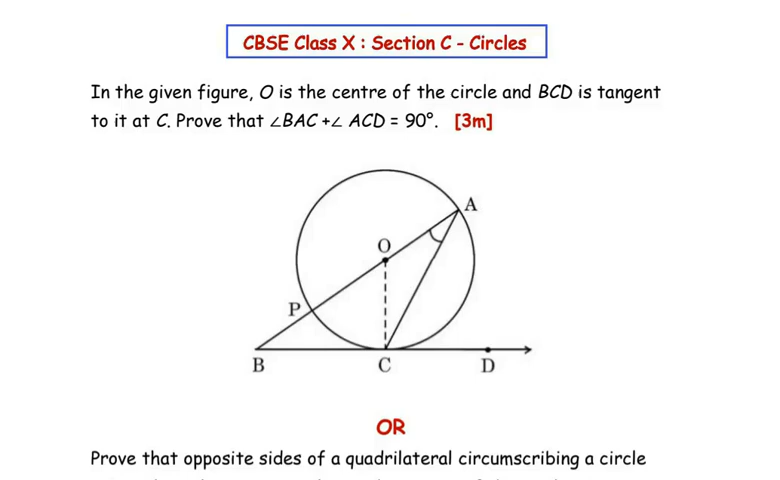 CBSE Class X : Section C - Circles
In the given figure, O is the centre of the circle and BCD is tangent
to it at C. Prove that ∠BAC +∠ ACD = 90°. [3m]
A
O
P
B
C
D
OR
Prove that opposite sides of a quadrilateral circumscribing a circle